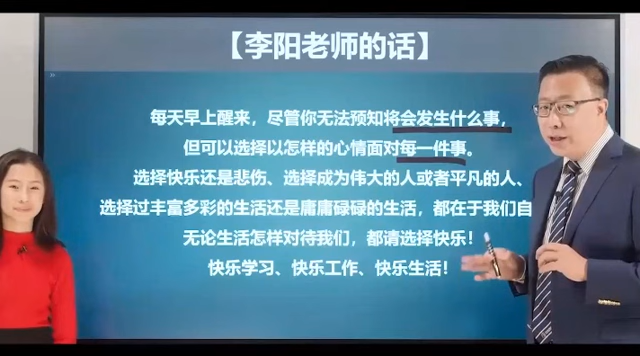 【李阳老师的话】
每天早上醒来，尽管你无法预知将会发生什么事，
但可以选择以怎样的心情面对每一件事。
选择快乐还是悲伤、选择成为伟大的人或者平凡的人、
选择过丰富多彩的生活还是庸庸碌碌的生活，都在于我们自
无论生活怎样对待我们，都请选择快乐！
快乐学习、快乐工作、快乐生活！